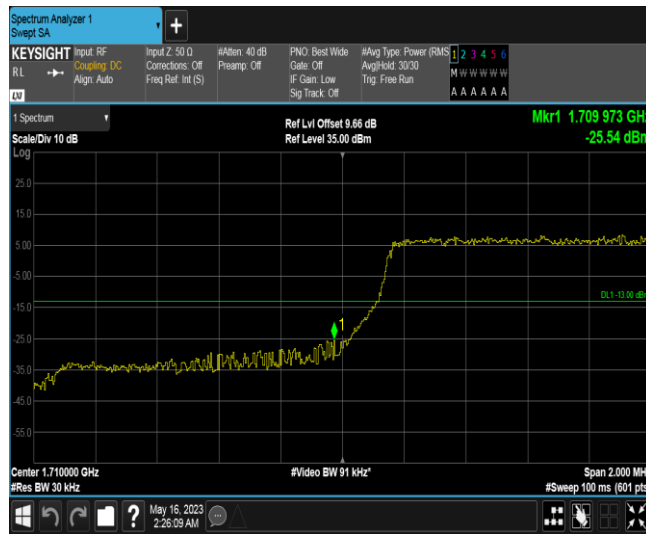 Spectrum Analyzer 1
Swept SA
+
KEYSIGHT
RL
LXI
Input: RF
Coupling: DC
Align: Auto
Input Z: 50 Ω
Corrections: Off
Freq Ref: Int (S)
#Atten: 40 dB
Preamp: Off
PNO: Best Wide
Gate: Off
IF Gain: Low
Sig Track: Off
#Avg Type: Power (RMS
Avg|Hold: 30/30
Trig: Free Run
1 2 3 4 5 6
M W W W W W
A A A A A A
1 Spectrum
Scale/Div 10 dB
Ref Lvl Offset 9.66 dB
Ref Level 35.00 dBm
Mkr1 1.709 973 GH
-25.54 dBm
Log
25.0
15.0
5.00
-5.00
-15.0
-25.0
-35.0
-45.0
-55.0
DL1 -13.00 dBm
1
Center 1.710000 GHz
#Res BW 30 kHz
#Video BW 91 kHz*
Span 2.000 MH
#Sweep 100 ms (601 pts
?
May 16, 2023
2:26:09 AM